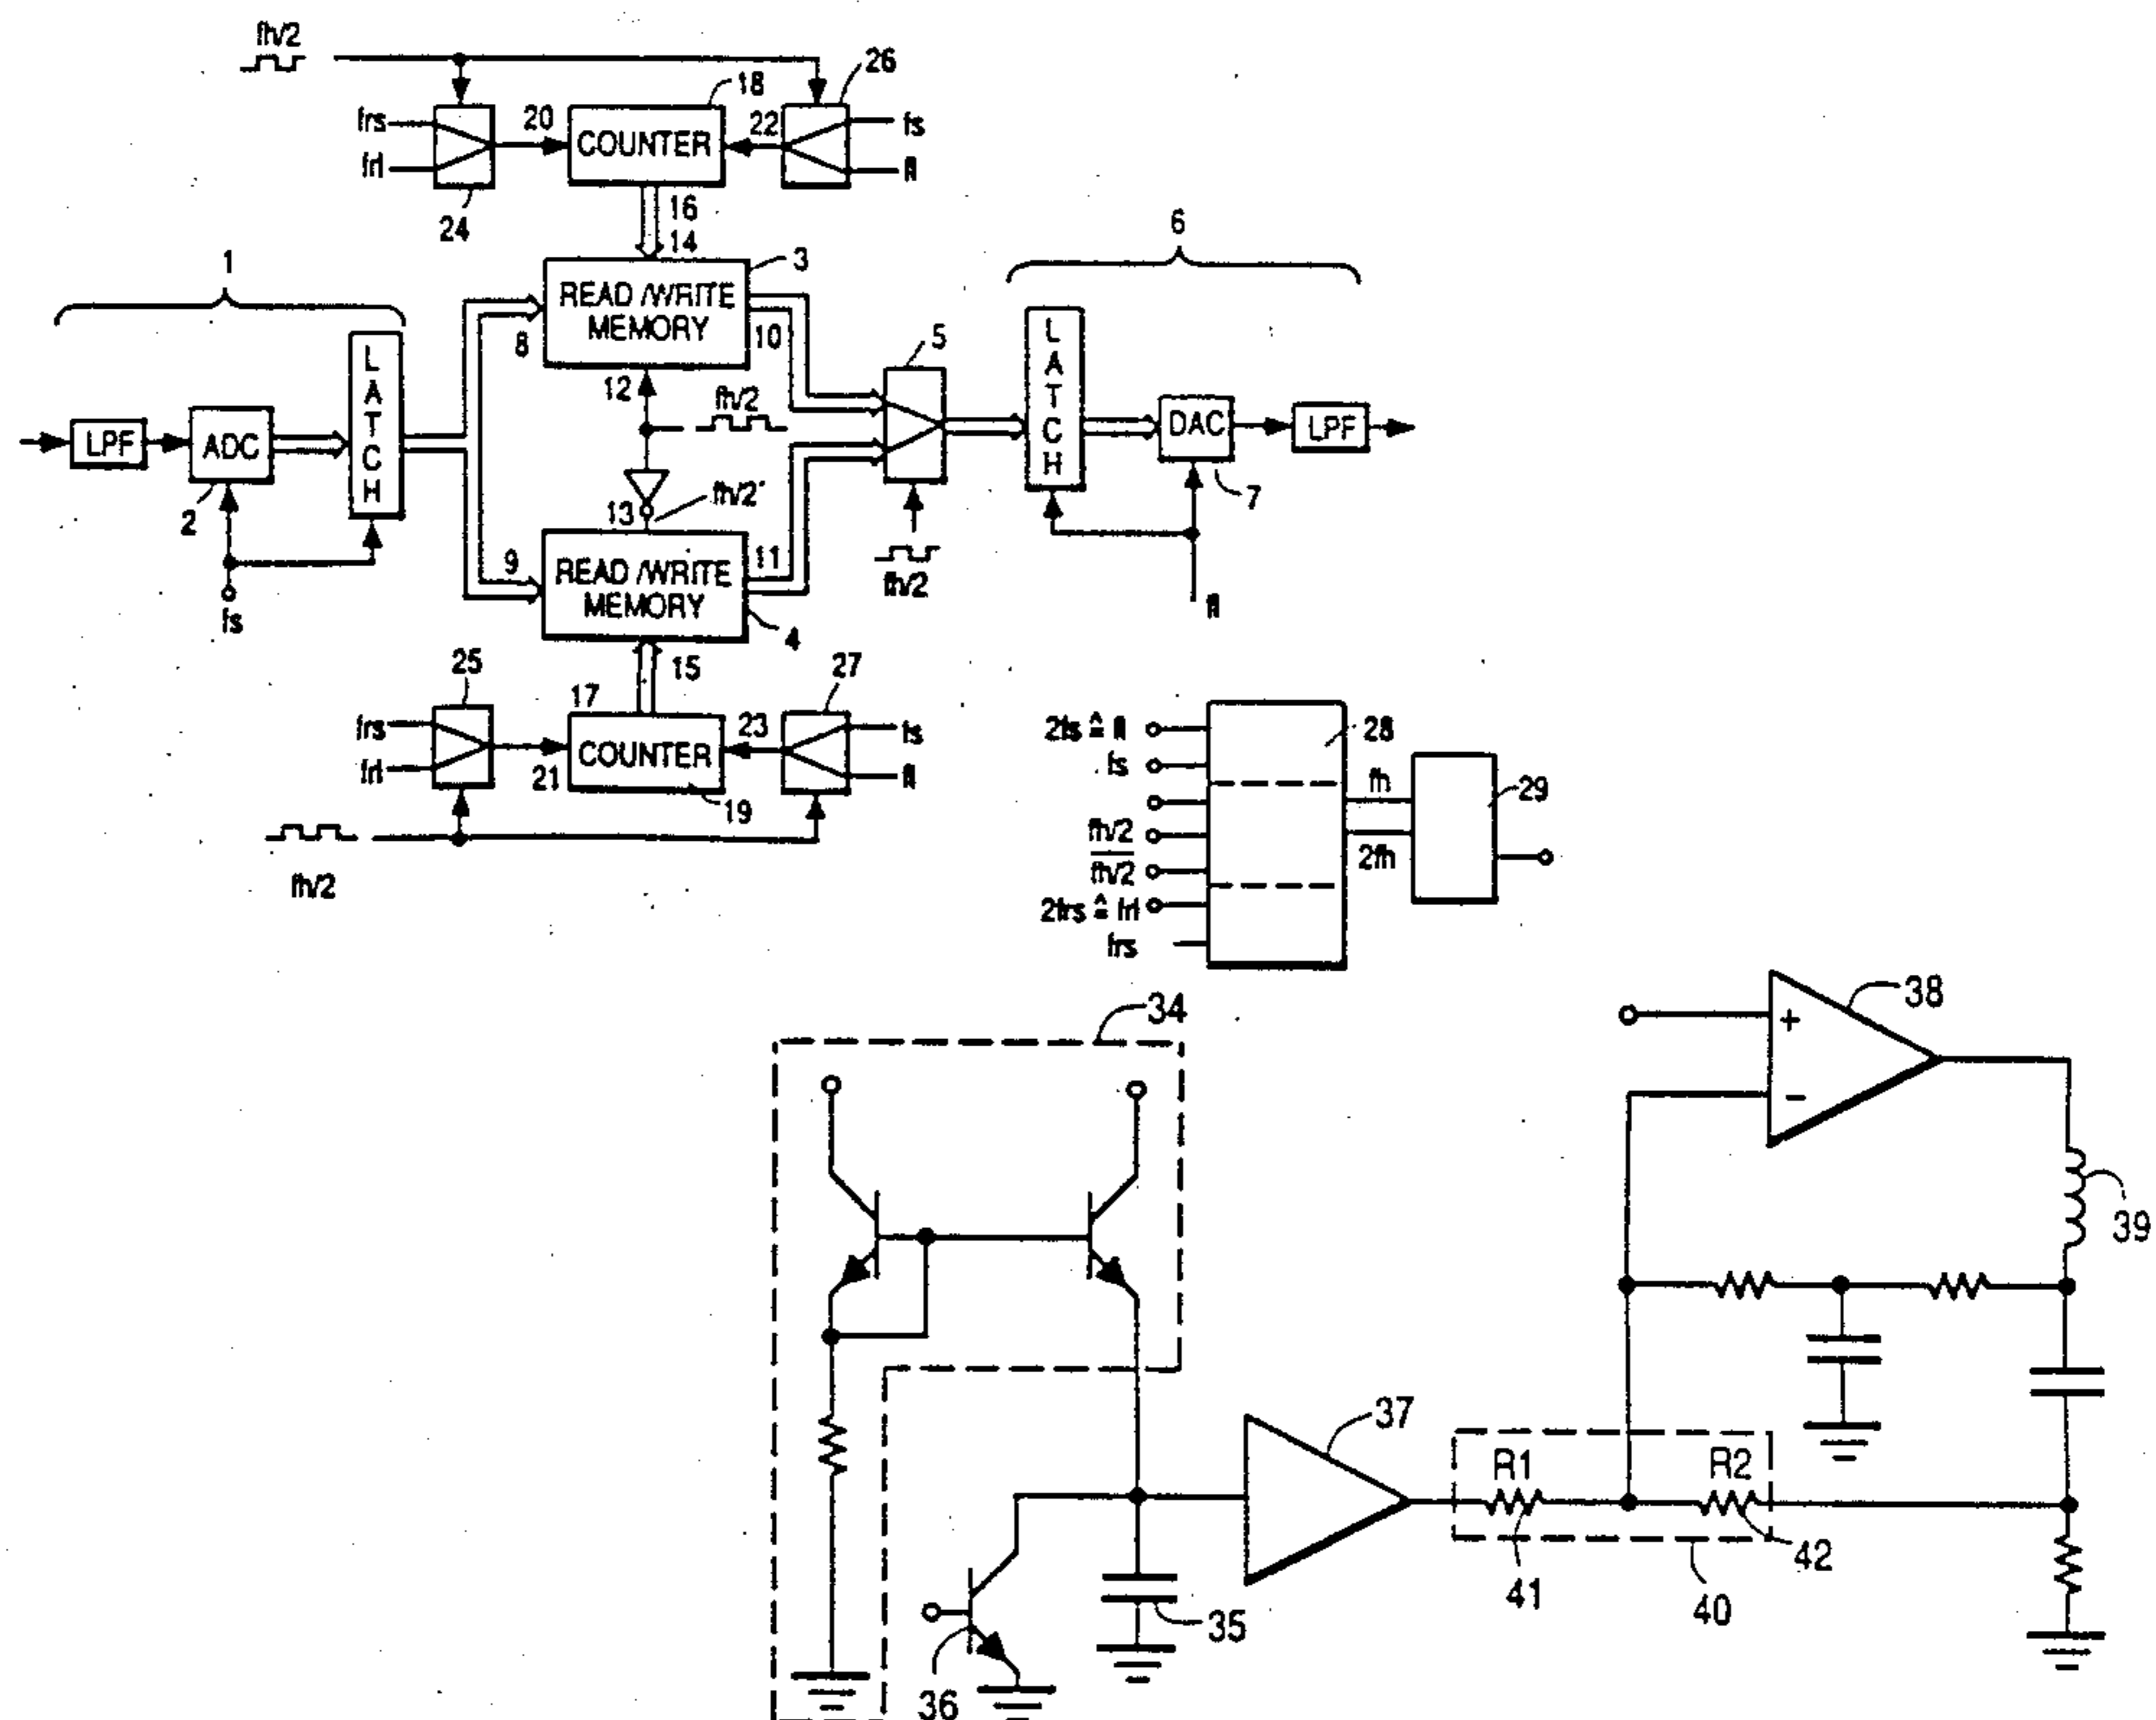 fh/2
26
18
frs
20
COUNTER
22
fs
frl
fl
24
16
14
6
1
3
READ/WRITE
MEMORY
8
10
5
LATCH
12
fh/2
LATCH
LPF
ADC
DAC
LPF
2
13
fh/2
7
fs
9
READ/WRITE
MEMORY
11
fh/2
4
fl
25
15
27
17
frs
COUNTER
23
fs
frl
21
fl
19
fh/2
2fs ≙ fl
28
fs
fh
29
fh/2
2fh
fh/2
2frs ≙ frl
frs
34
38
+
−
39
37
R1
R2
41
42
40
35
36